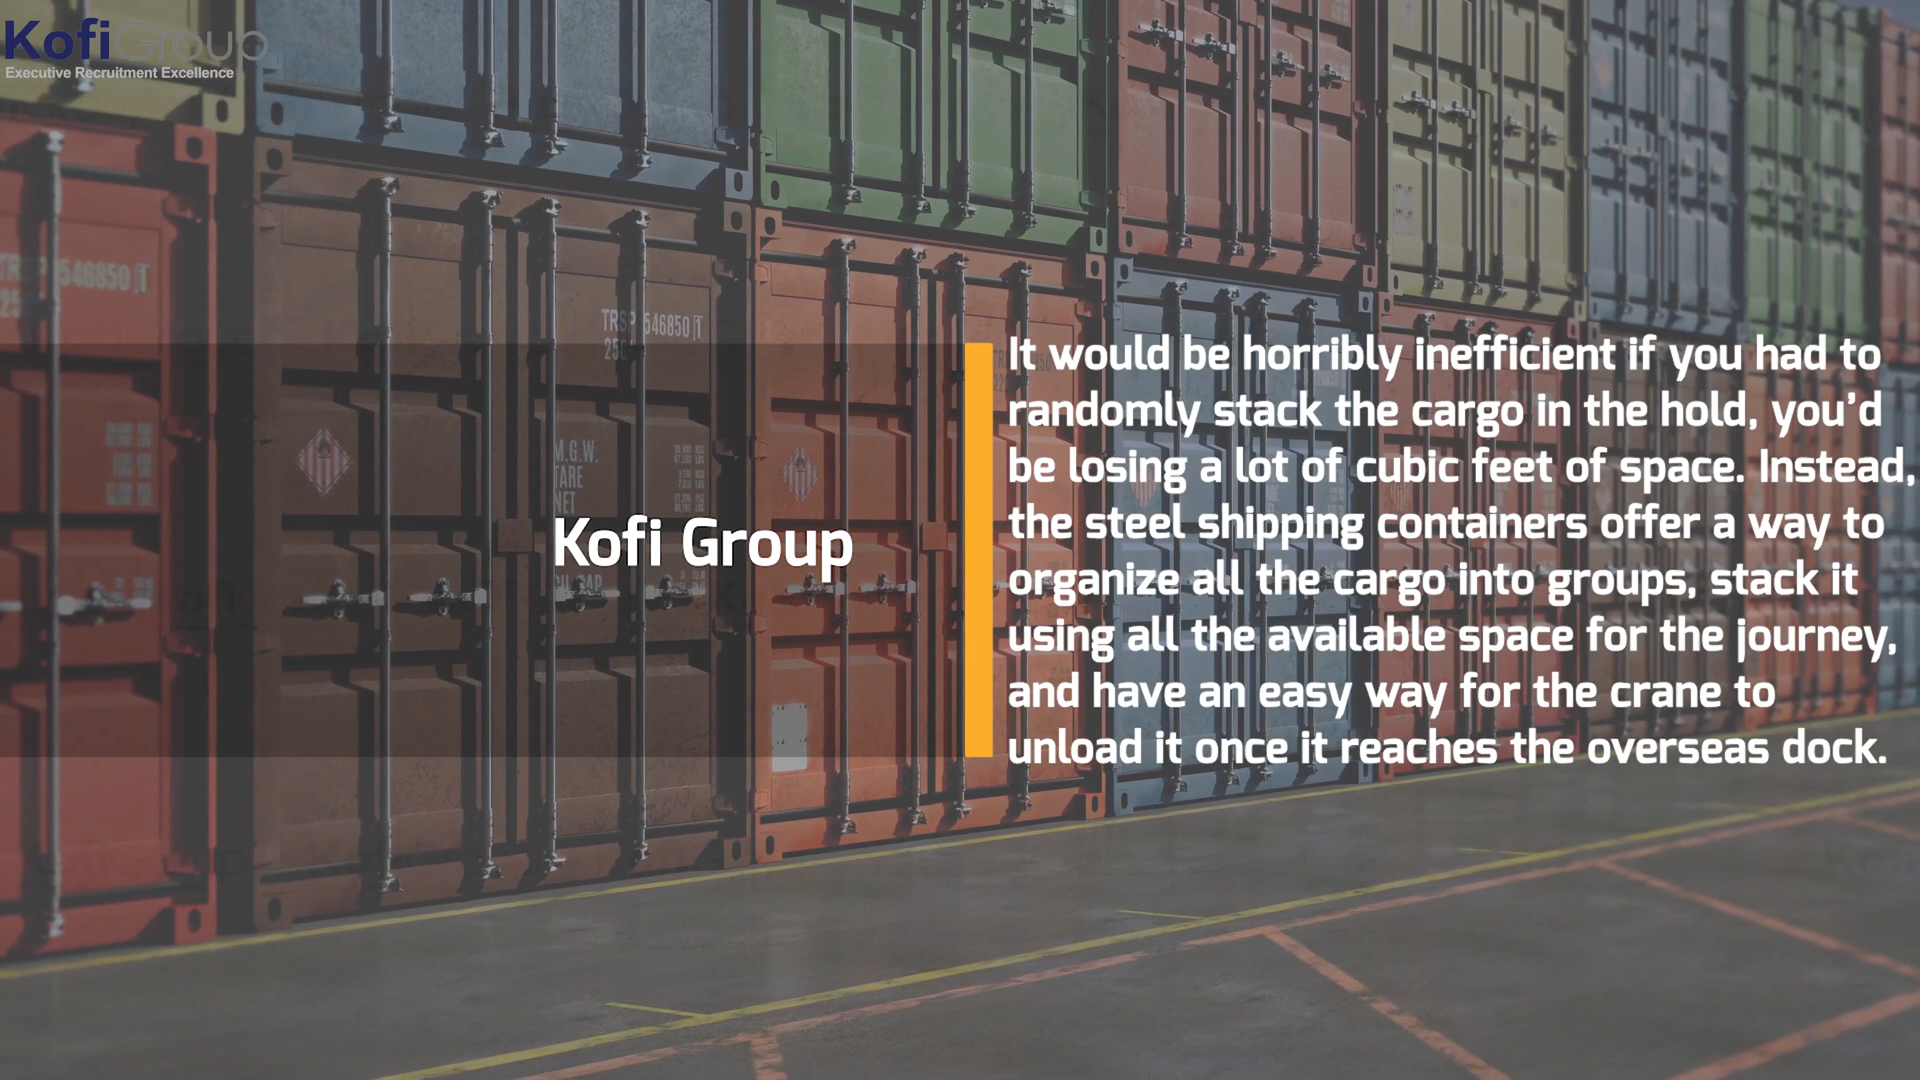 KofiGroup
Executive Recruitment Excellence
546850
TRSP 546850
M.G.W.
TARE
NET
Kofi Group
It would be horribly inefficient if you had to
randomly stack the cargo in the hold, you’d
be losing a lot of cubic feet of space. Instead,
the steel shipping containers offer a way to
organize all the cargo into groups, stack it
using all the available space for the journey,
and have an easy way for the crane to
unload it once it reaches the overseas dock.